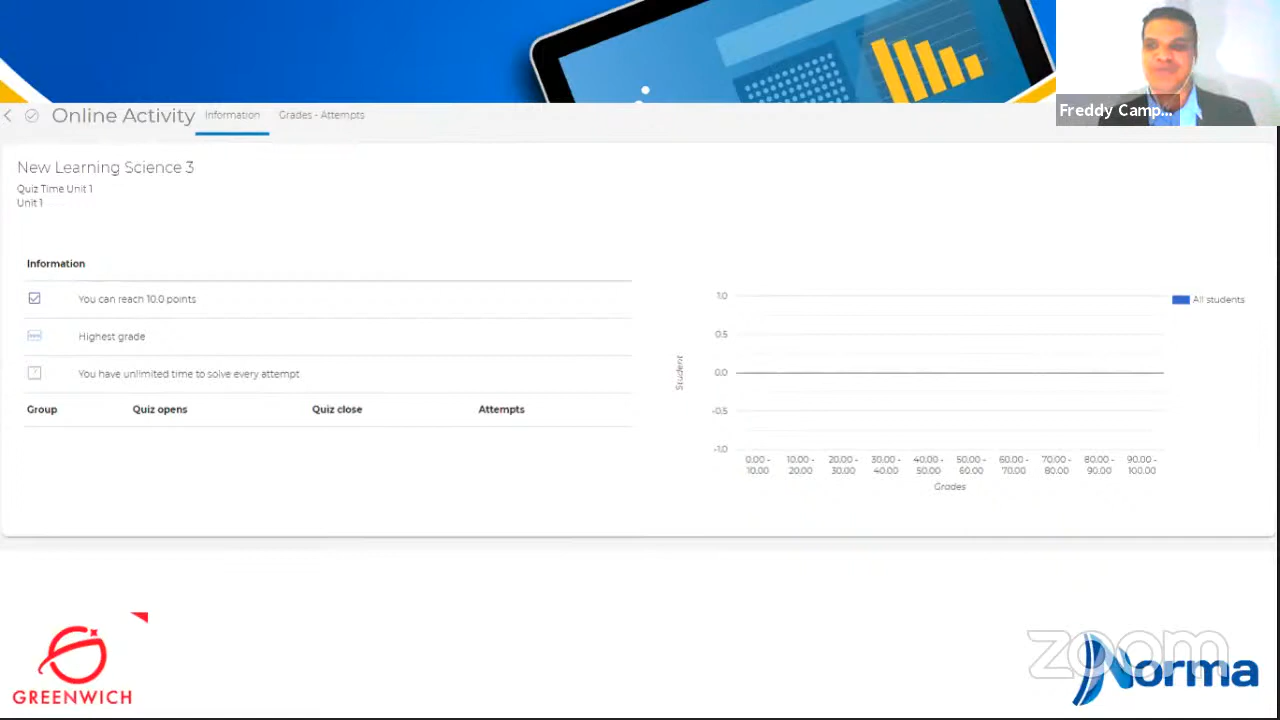 Freddy Camp...
Online Activity
Information
Grades - Attempts
New Learning Science 3
Quiz Time Unit 1
Unit 1
Information
You can reach 10.0 points
Highest grade
You have unlimited time to solve every attempt
Group Quiz opens Quiz close Attempts
1.0
0.5
0.0
-0.5
-1.0
Student
0.00 - 10.00 - 20.00 - 30.00 - 40.00 - 50.00 - 60.00 - 70.00 - 80.00 - 90.00 -
10.00 20.00 30.00 40.00 50.00 60.00 70.00 80.00 90.00 100.00
Grades
All students
GREENWICH
zoom
Norma